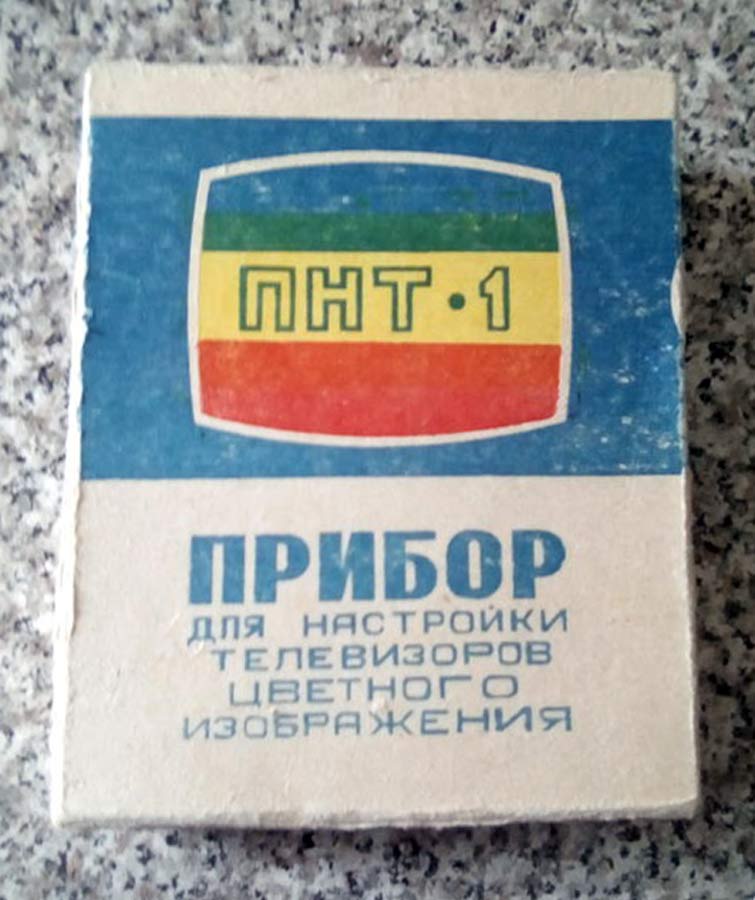 ПНТ·1
ПРИБОР
ДЛЯ НАСТРОЙКИ
ТЕЛЕВИЗОРОВ
ЦВЕТНОГО
ИЗОБРАЖЕНИЯ